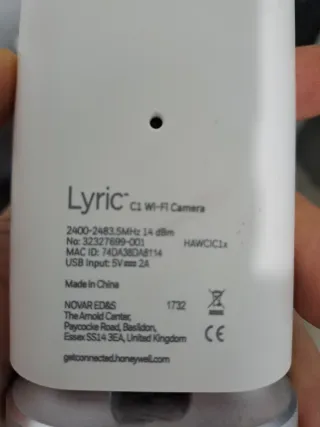 Lyric™ C1 Wi-Fi Camera
2400-2483.5MHz 14 dBm
No: 32327699-001 HAWCIC1x
MAC ID: 74DA38DA8114
USB Input: 5V⎓2A
Made in China
NOVAR ED&S 1732
The Arnold Center,
Paycocke Road, Basildon,
Essex SS14 3EA, United Kingdom
CE
getconnected.honeywell.com